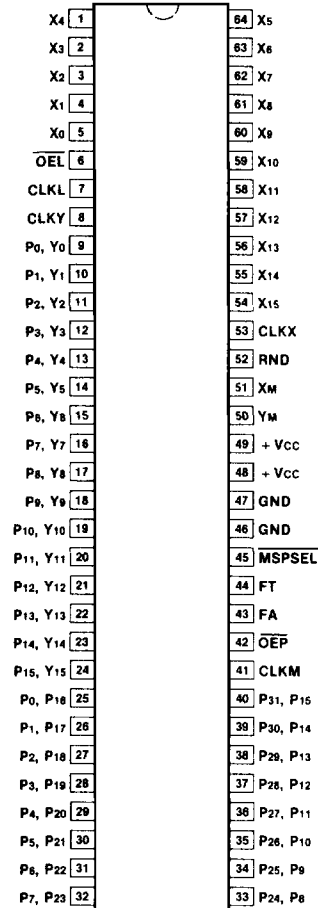 X4 1 64 X5
X3 2 63 X6
X2 3 62 X7
X1 4 61 X8
X0 5 60 X9
OEL 6 59 X10
CLKL 7 58 X11
CLKY 8 57 X12
P0, Y0 9 56 X13
P1, Y1 10 55 X14
P2, Y2 11 54 X15
P3, Y3 12 53 CLKX
P4, Y4 13 52 RND
P5, Y5 14 51 XM
P6, Y6 15 50 YM
P7, Y7 16 49 + VCC
P8, Y8 17 48 + VCC
P9, Y9 18 47 GND
P10, Y10 19 46 GND
P11, Y11 20 45 MSPSEL
P12, Y12 21 44 FT
P13, Y13 22 43 FA
P14, Y14 23 42 OEP
P15, Y15 24 41 CLKM
P0, P16 25 40 P31, P15
P1, P17 26 39 P30, P14
P2, P18 27 38 P29, P13
P3, P19 28 37 P28, P12
P4, P20 29 36 P27, P11
P5, P21 30 35 P26, P10
P6, P22 31 34 P25, P9
P7, P23 32 33 P24, P8